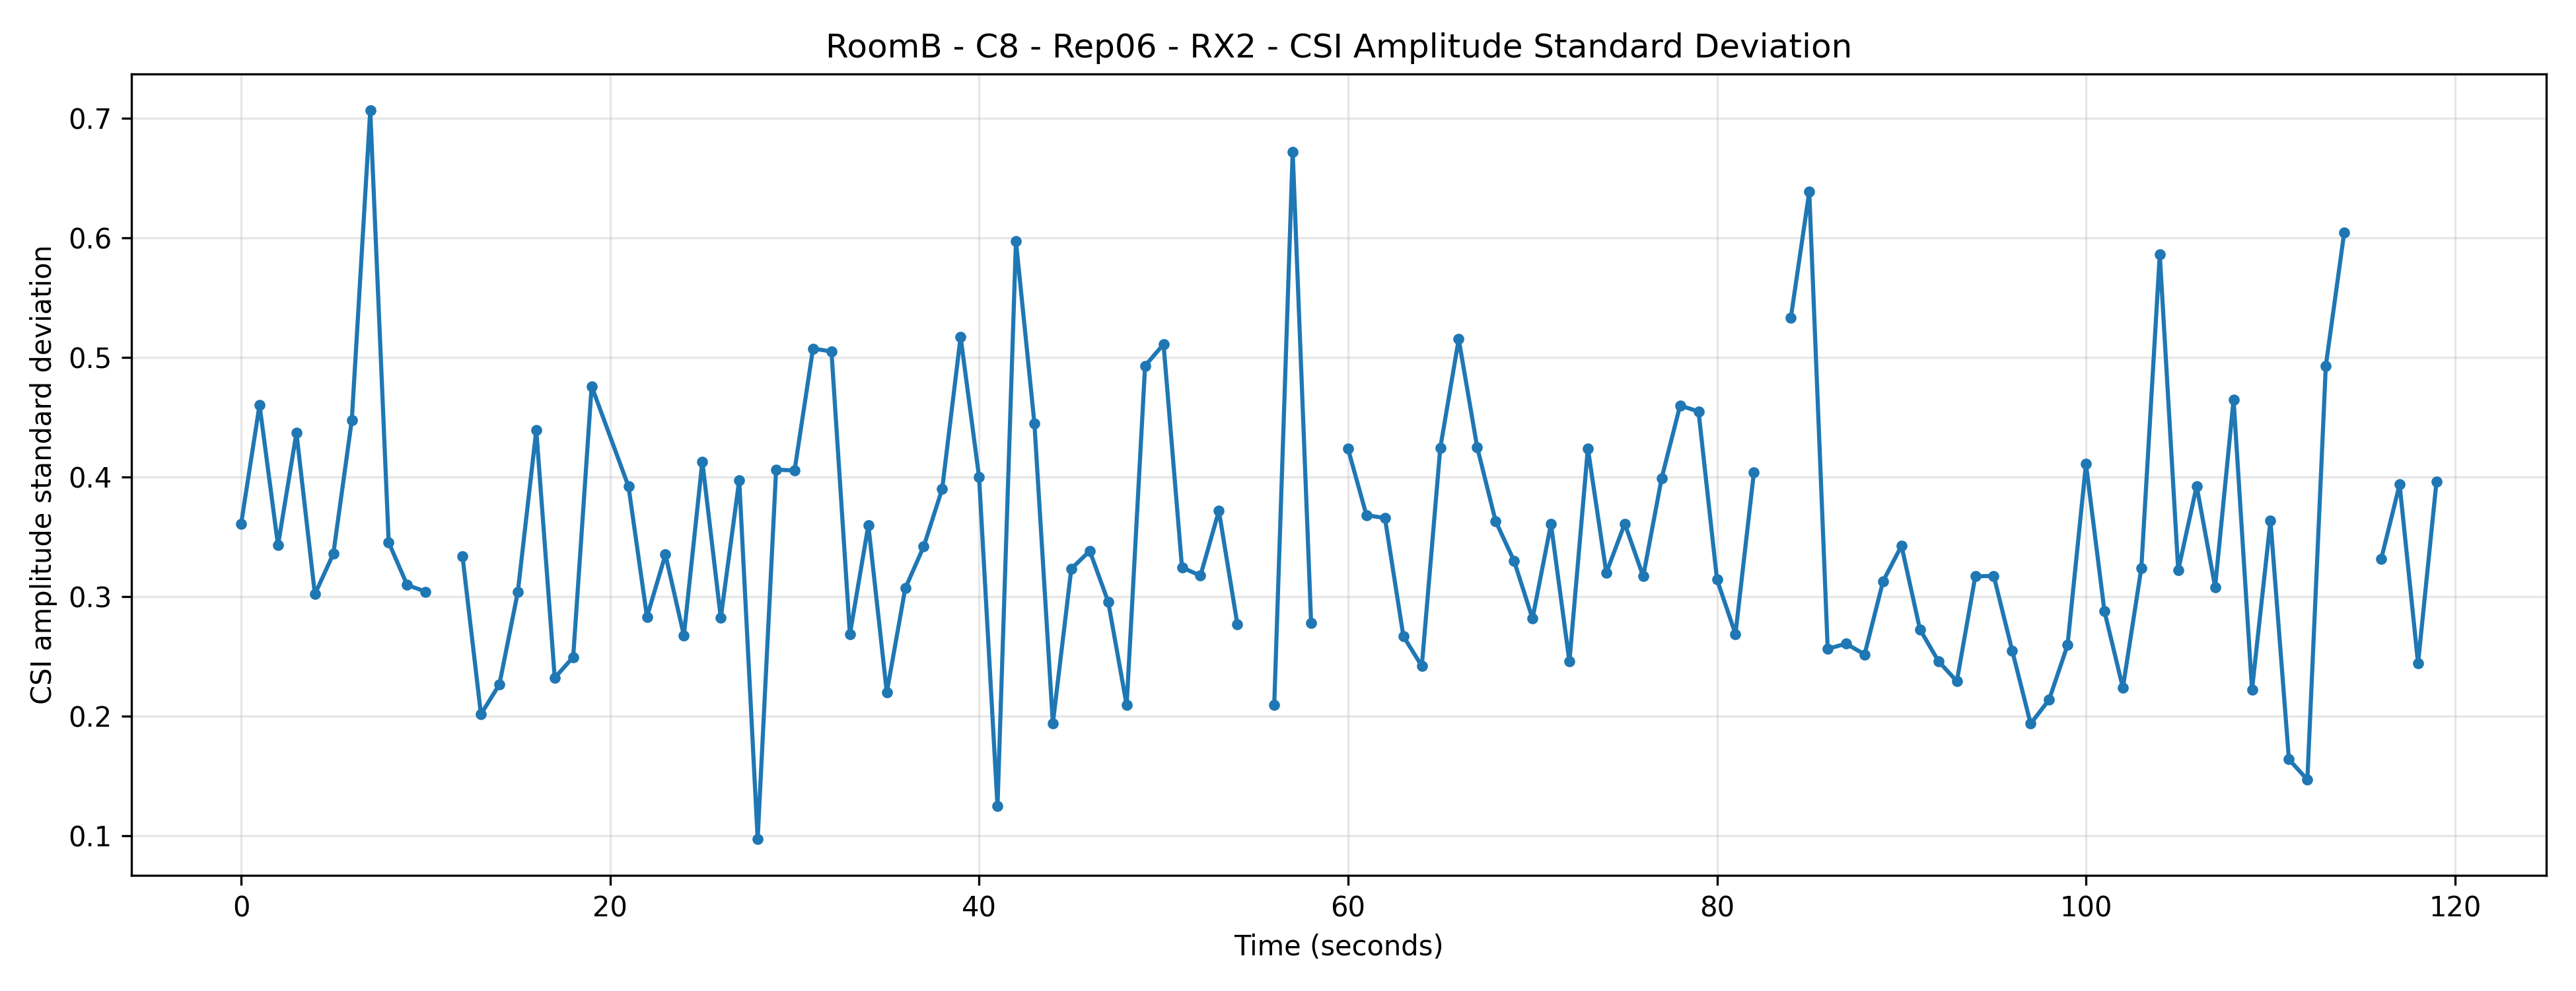 RoomB - C8 - Rep06 - RX2 - CSI Amplitude Standard Deviation
CSI amplitude standard deviation
0.7
0.6
0.5
0.4
0.3
0.2
0.1
0 20 40 60 80 100 120
Time (seconds)